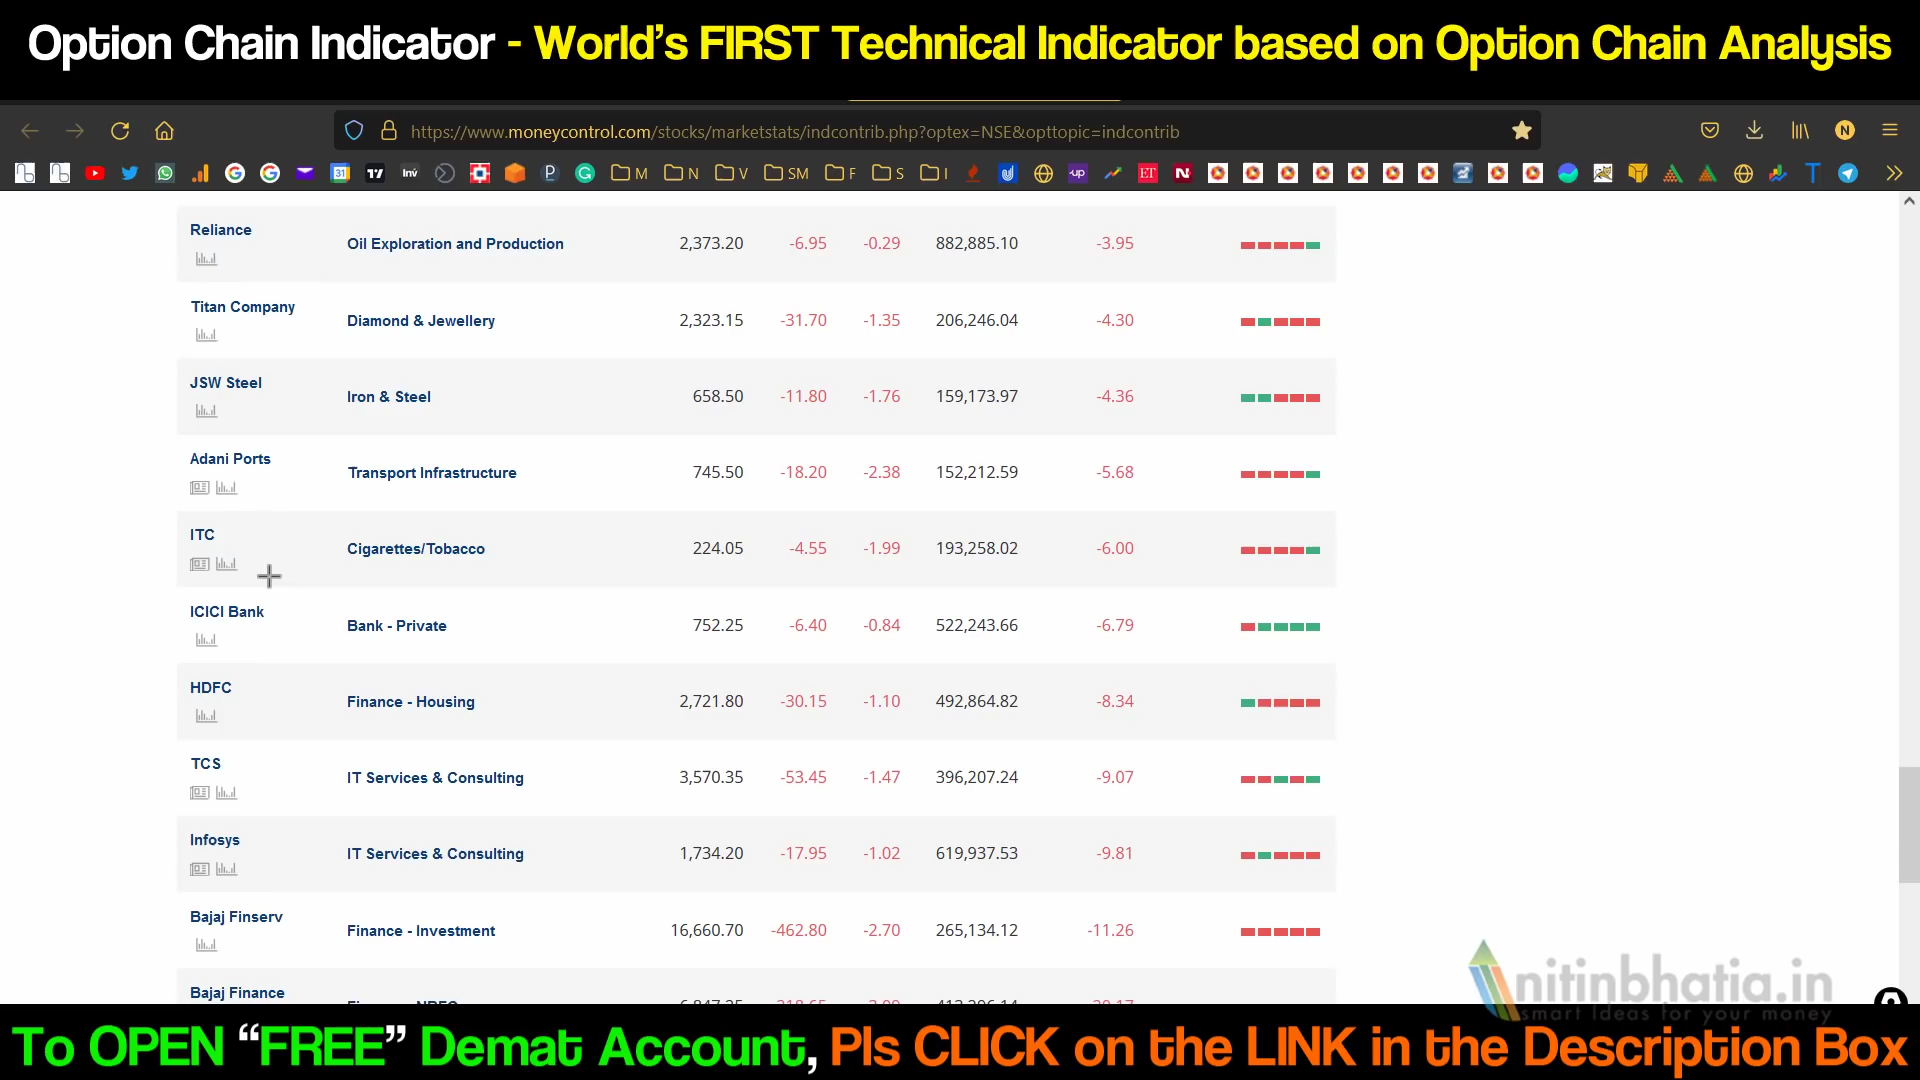 Option Chain Indicator - World's FIRST Technical Indicator based on Option Chain Analysis
https://www.moneycontrol.com/stocks/marketstats/indcontrib.php?optex=NSE&opttopic=indcontrib
N
31 Inv P M N V SM F S I up ET N T
Reliance Oil Exploration and Production 2,373.20 -6.95 -0.29 882,885.10 -3.95
Titan Company Diamond & Jewellery 2,323.15 -31.70 -1.35 206,246.04 -4.30
JSW Steel Iron & Steel 658.50 -11.80 -1.76 159,173.97 -4.36
Adani Ports Transport Infrastructure 745.50 -18.20 -2.38 152,212.59 -5.68
ITC Cigarettes/Tobacco 224.05 -4.55 -1.99 193,258.02 -6.00
ICICI Bank Bank - Private 752.25 -6.40 -0.84 522,243.66 -6.79
HDFC Finance - Housing 2,721.80 -30.15 -1.10 492,864.82 -8.34
TCS IT Services & Consulting 3,570.35 -53.45 -1.47 396,207.24 -9.07
Infosys IT Services & Consulting 1,734.20 -17.95 -1.02 619,937.53 -9.81
Bajaj Finserv Finance - Investment 16,660.70 -462.80 -2.70 265,134.12 -11.26
Bajaj Finance
nitinbhatia.in
smart Ideas for your money
To OPEN “FREE” Demat Account, Pls CLICK on the LINK in the Description Box